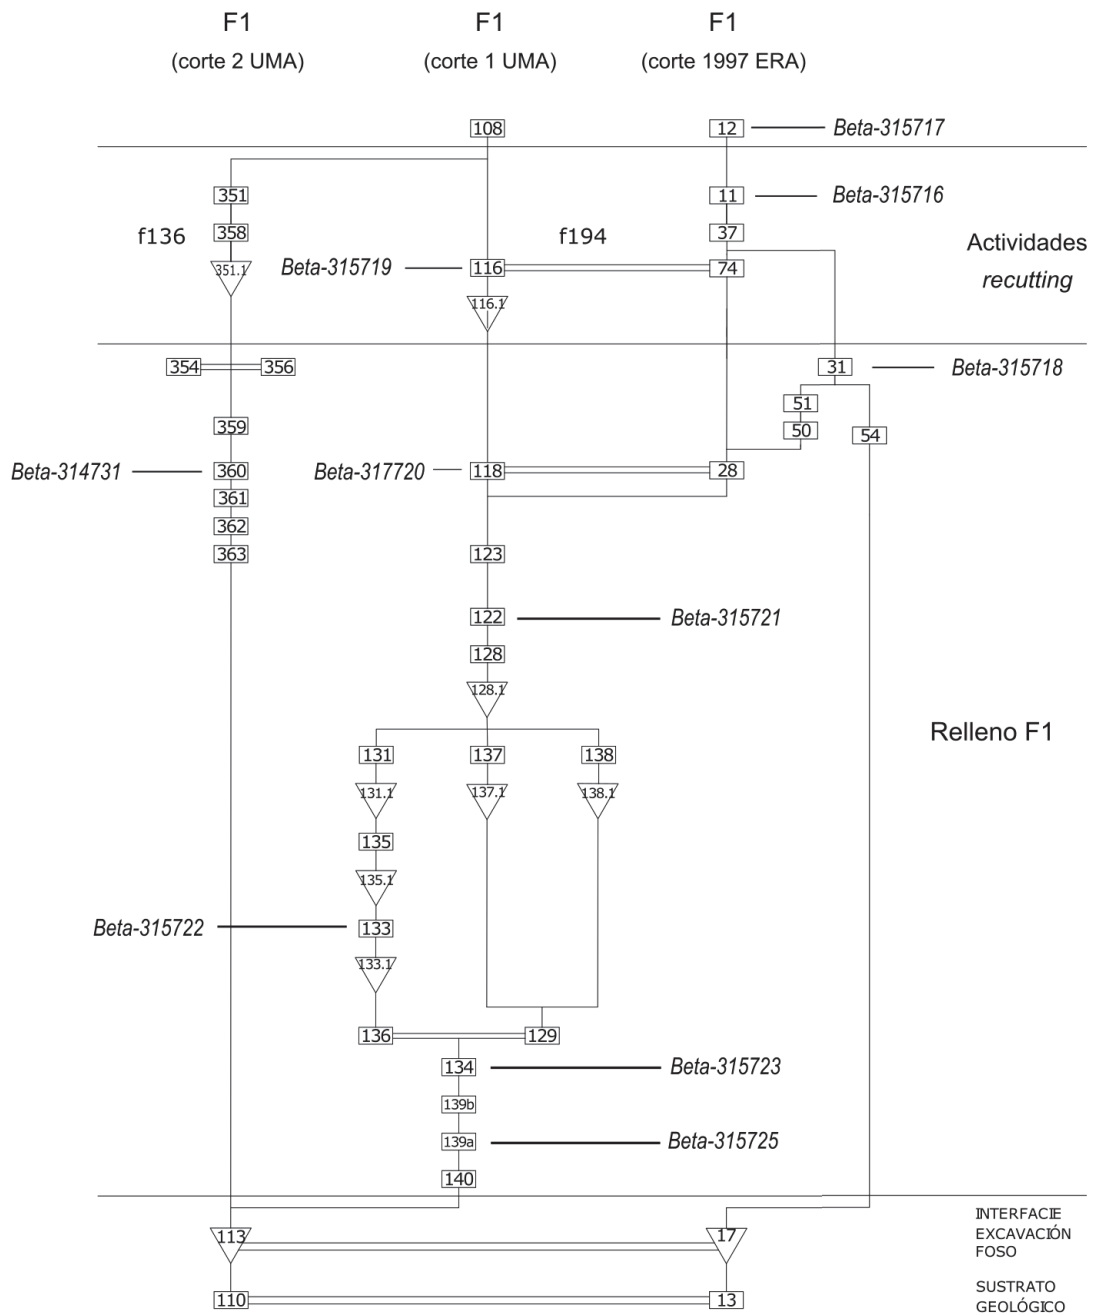 F1 F1 F1
(corte 2 UMA) (corte 1 UMA) (corte 1997 ERA)
108 12 Beta-315717
351 11 Beta-315716
f136 358 f194 37
Actividades
recutting
Beta-315719 116 74
351.1
116.1
354 356 31 Beta-315718
51
359 50 54
Beta-314731 360 Beta-317720 118 28
361
362
363 123
122 Beta-315721
128
128.1
Relleno F1
131 137 138
131.1 137.1 138.1
135
135.1
Beta-315722 133
133.1
136 129
134 Beta-315723
139b
139a Beta-315725
140
INTERFACIE
EXCAVACIÓN
FOSO
113 17
SUSTRATO
GEOLÓGICO
110 13